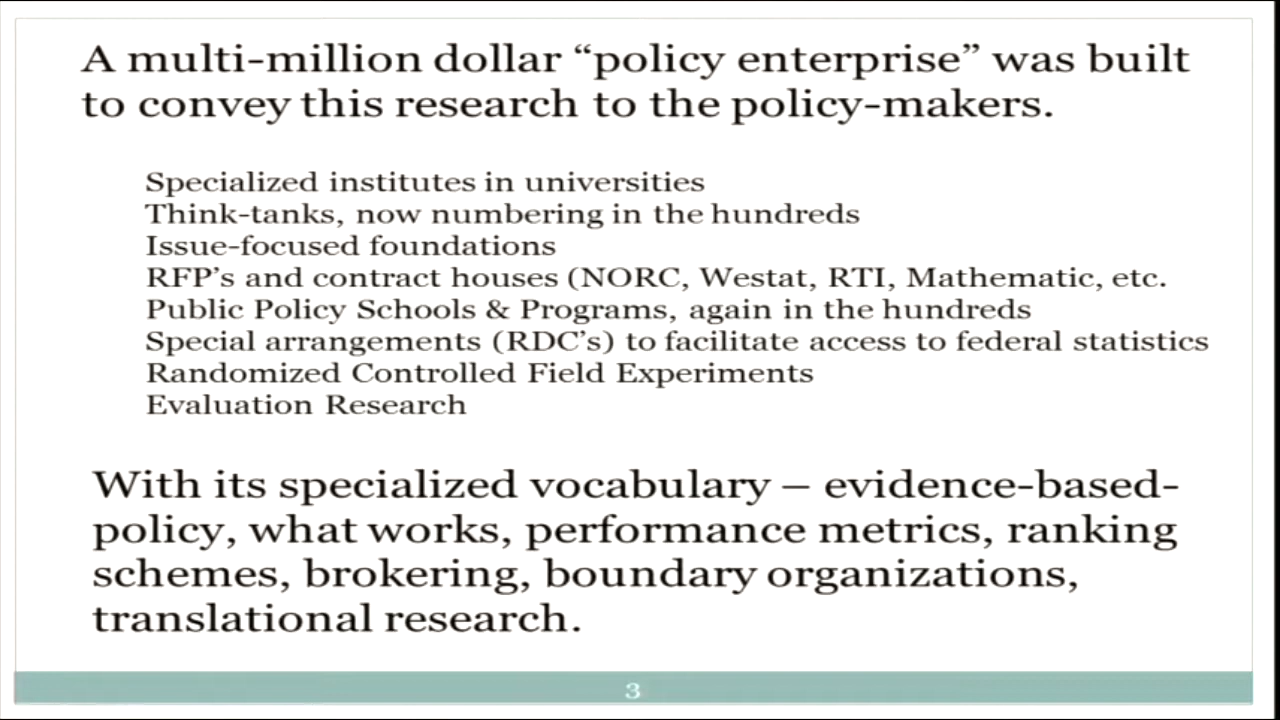 A multi-million dollar “policy enterprise” was built
to convey this research to the policy-makers.
Specialized institutes in universities
Think-tanks, now numbering in the hundreds
Issue-focused foundations
RFP’s and contract houses (NORC, Westat, RTI, Mathematic, etc.
Public Policy Schools & Programs, again in the hundreds
Special arrangements (RDC’s) to facilitate access to federal statistics
Randomized Controlled Field Experiments
Evaluation Research
With its specialized vocabulary – evidence-based-
policy, what works, performance metrics, ranking
schemes, brokering, boundary organizations,
translational research.
3